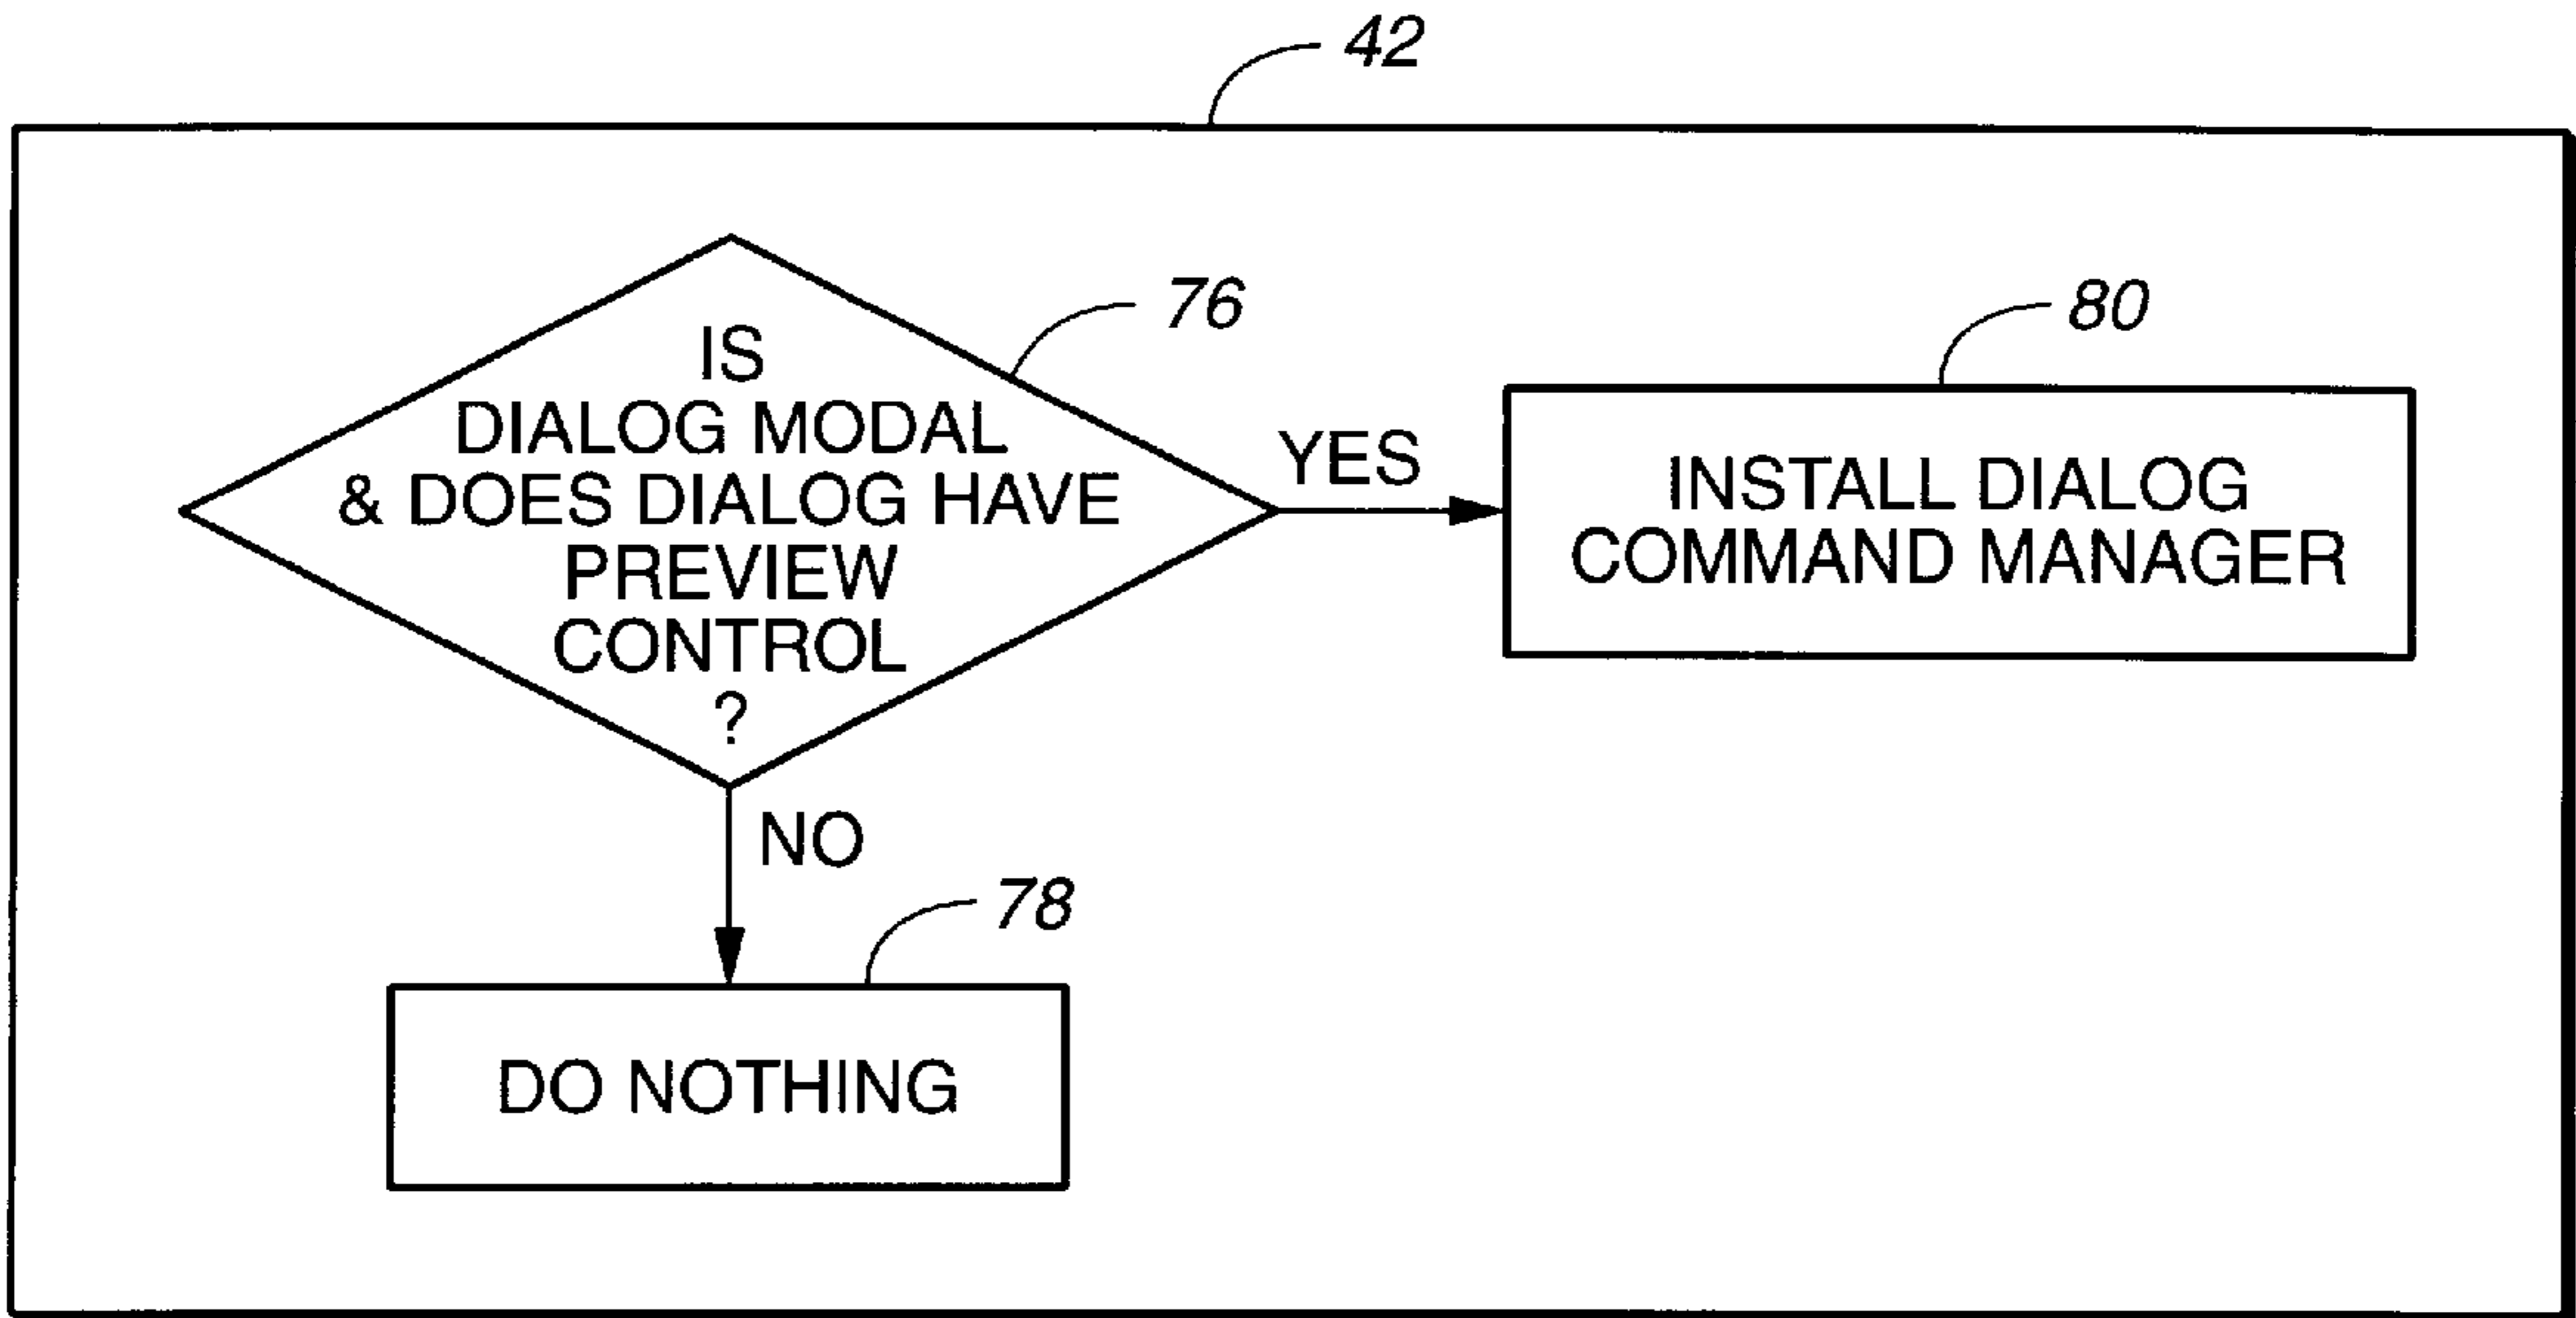 42
76
IS
DIALOG MODAL
& DOES DIALOG HAVE
PREVIEW
CONTROL
?
YES
80
INSTALL DIALOG
COMMAND MANAGER
NO
78
DO NOTHING